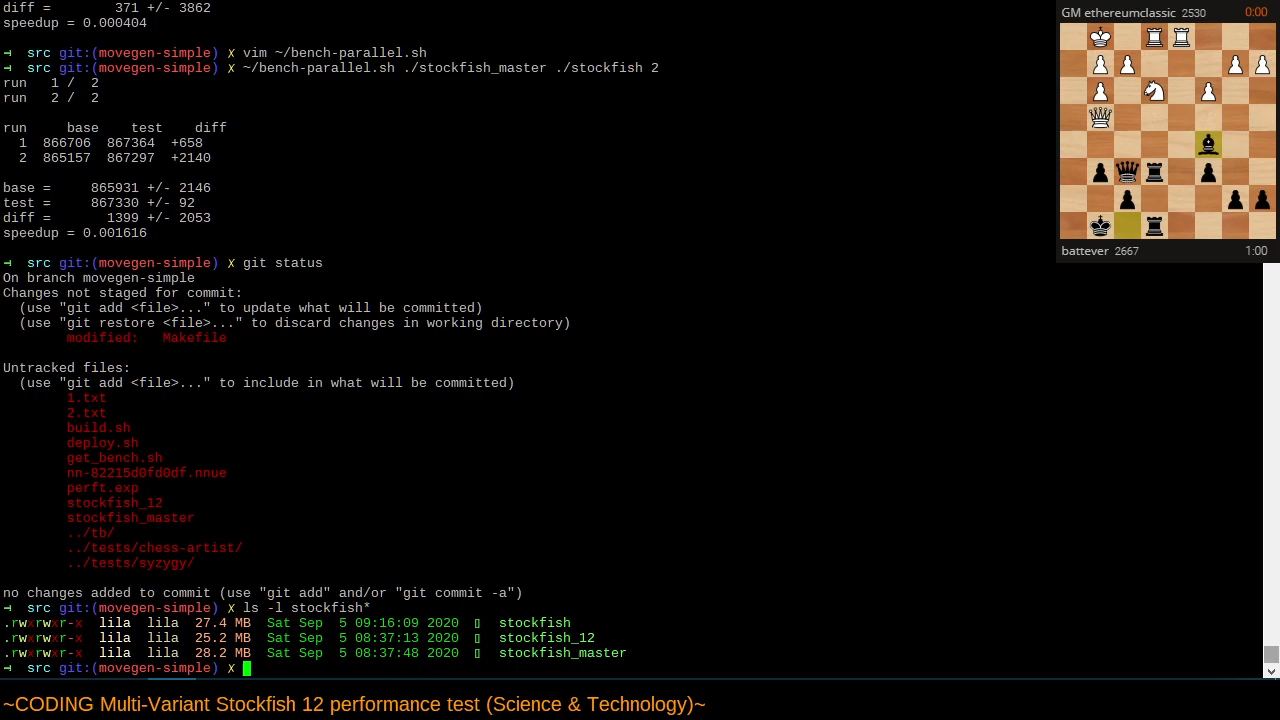 diff =        371 +/- 3862
speedup = 0.000404
⊣  src git:(movegen-simple) ✗ vim ~/bench-parallel.sh
⊣  src git:(movegen-simple) ✗ ~/bench-parallel.sh ./stockfish_master ./stockfish 2
run   1 /  2
run   2 /  2
run     base    test    diff
  1  866706  867364  +658
  2  865157  867297  +2140
base =     865931 +/- 2146
test =     867330 +/- 92
diff =       1399 +/- 2053
speedup = 0.001616
⊣  src git:(movegen-simple) ✗ git status
On branch movegen-simple
Changes not staged for commit:
  (use "git add <file>..." to update what will be committed)
  (use "git restore <file>..." to discard changes in working directory)
        modified:   Makefile
Untracked files:
  (use "git add <file>..." to include in what will be committed)
        1.txt
        2.txt
        build.sh
        deploy.sh
        get_bench.sh
        nn-82215d0fd0df.nnue
        perft.exp
        stockfish_12
        stockfish_master
        ../tb/
        ../tests/chess-artist/
        ../tests/syzygy/
no changes added to commit (use "git add" and/or "git commit -a")
⊣  src git:(movegen-simple) ✗ ls -l stockfish*
.rwxrwxr-x  lila  lila  27.4 MB  Sat Sep  5 09:16:09 2020  ▯  stockfish
.rwxrwxr-x  lila  lila  25.2 MB  Sat Sep  5 08:37:13 2020  ▯  stockfish_12
.rwxrwxr-x  lila  lila  28.2 MB  Sat Sep  5 08:37:48 2020  ▯  stockfish_master
⊣  src git:(movegen-simple) ✗
GM ethereumclassic 2530 0:00
battever 2667 1:00
~CODING Multi-Variant Stockfish 12 performance test (Science & Technology)~